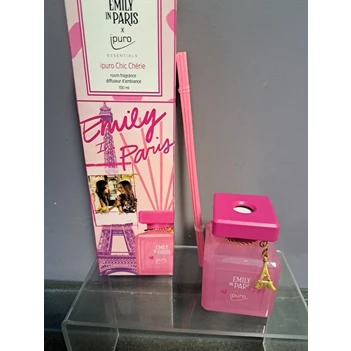 EMILY
IN PARIS
x
ipuro
ESSENTIALS
ipuro Chic Chérie
room fragrance
diffuseur d'ambiance
100 ml
Emily
In
Paris
EMILY
IN PARIS
ipuro